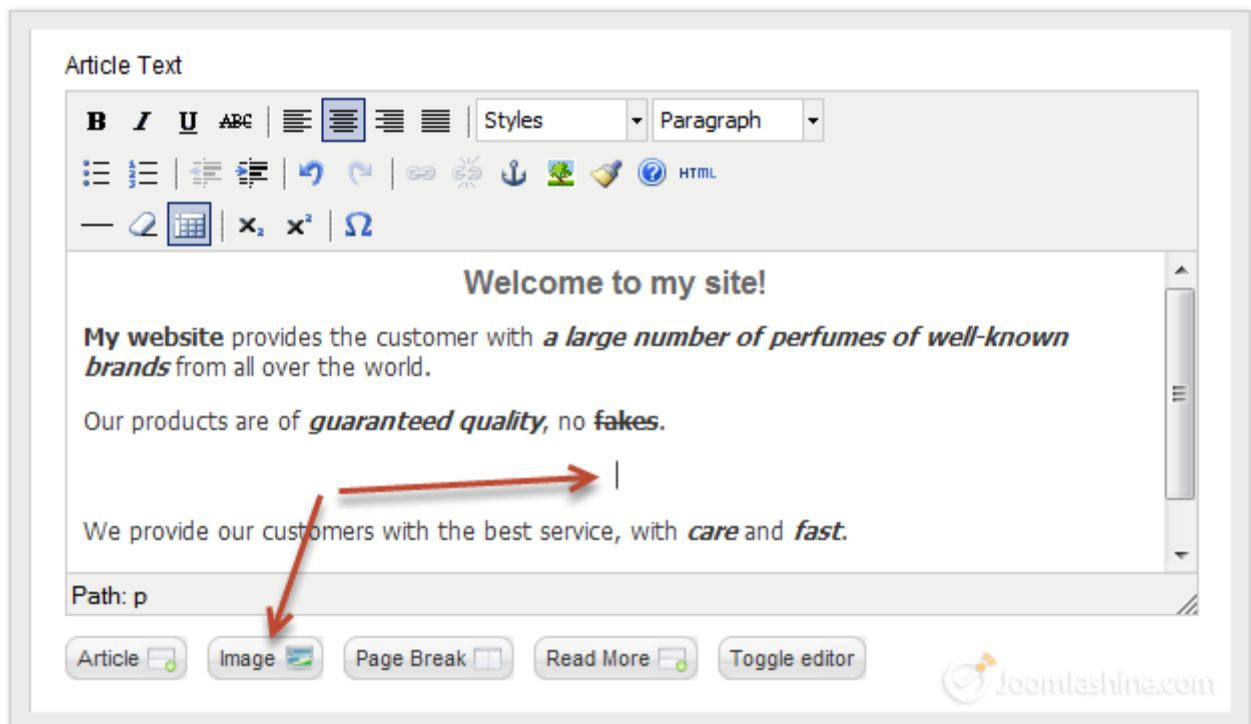 Article Text
B I U ABC Styles Paragraph
HTML
x₂ x² Ω
Welcome to my site!
My website provides the customer with a large number of perfumes of well-known
brands from all over the world.
Our products are of guaranteed quality, no fakes.
We provide our customers with the best service, with care and fast.
Path: p
Article Image Page Break Read More Toggle editor
Joomlashine.com